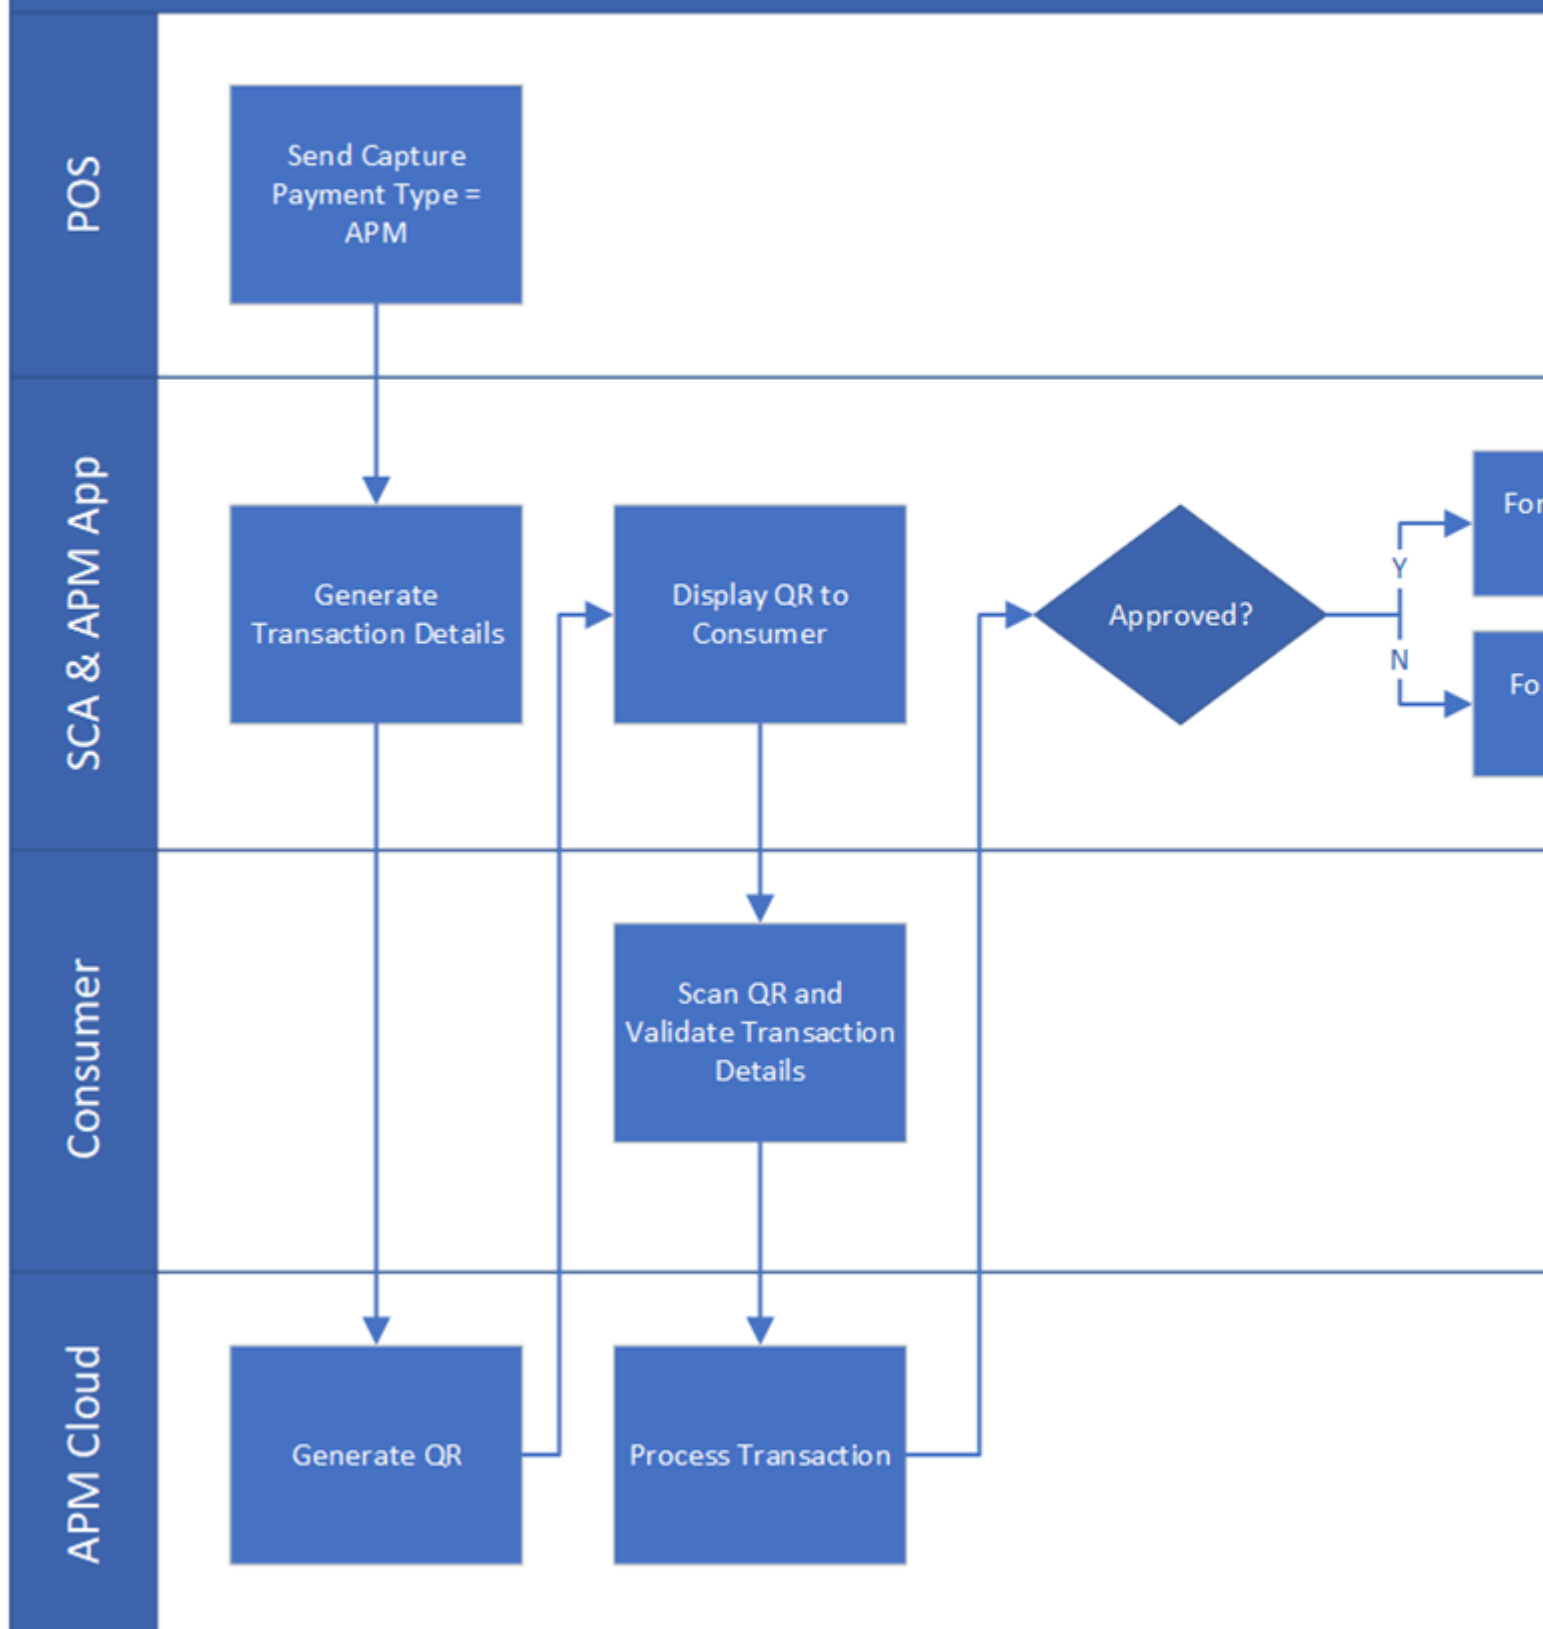 POS
Send Capture
Payment Type =
APM
SCA & APM App
Generate
Transaction Details
Display QR to
Consumer
Approved?
Y
N
Consumer
Scan QR and
Validate Transaction
Details
APM Cloud
Generate QR
Process Transaction